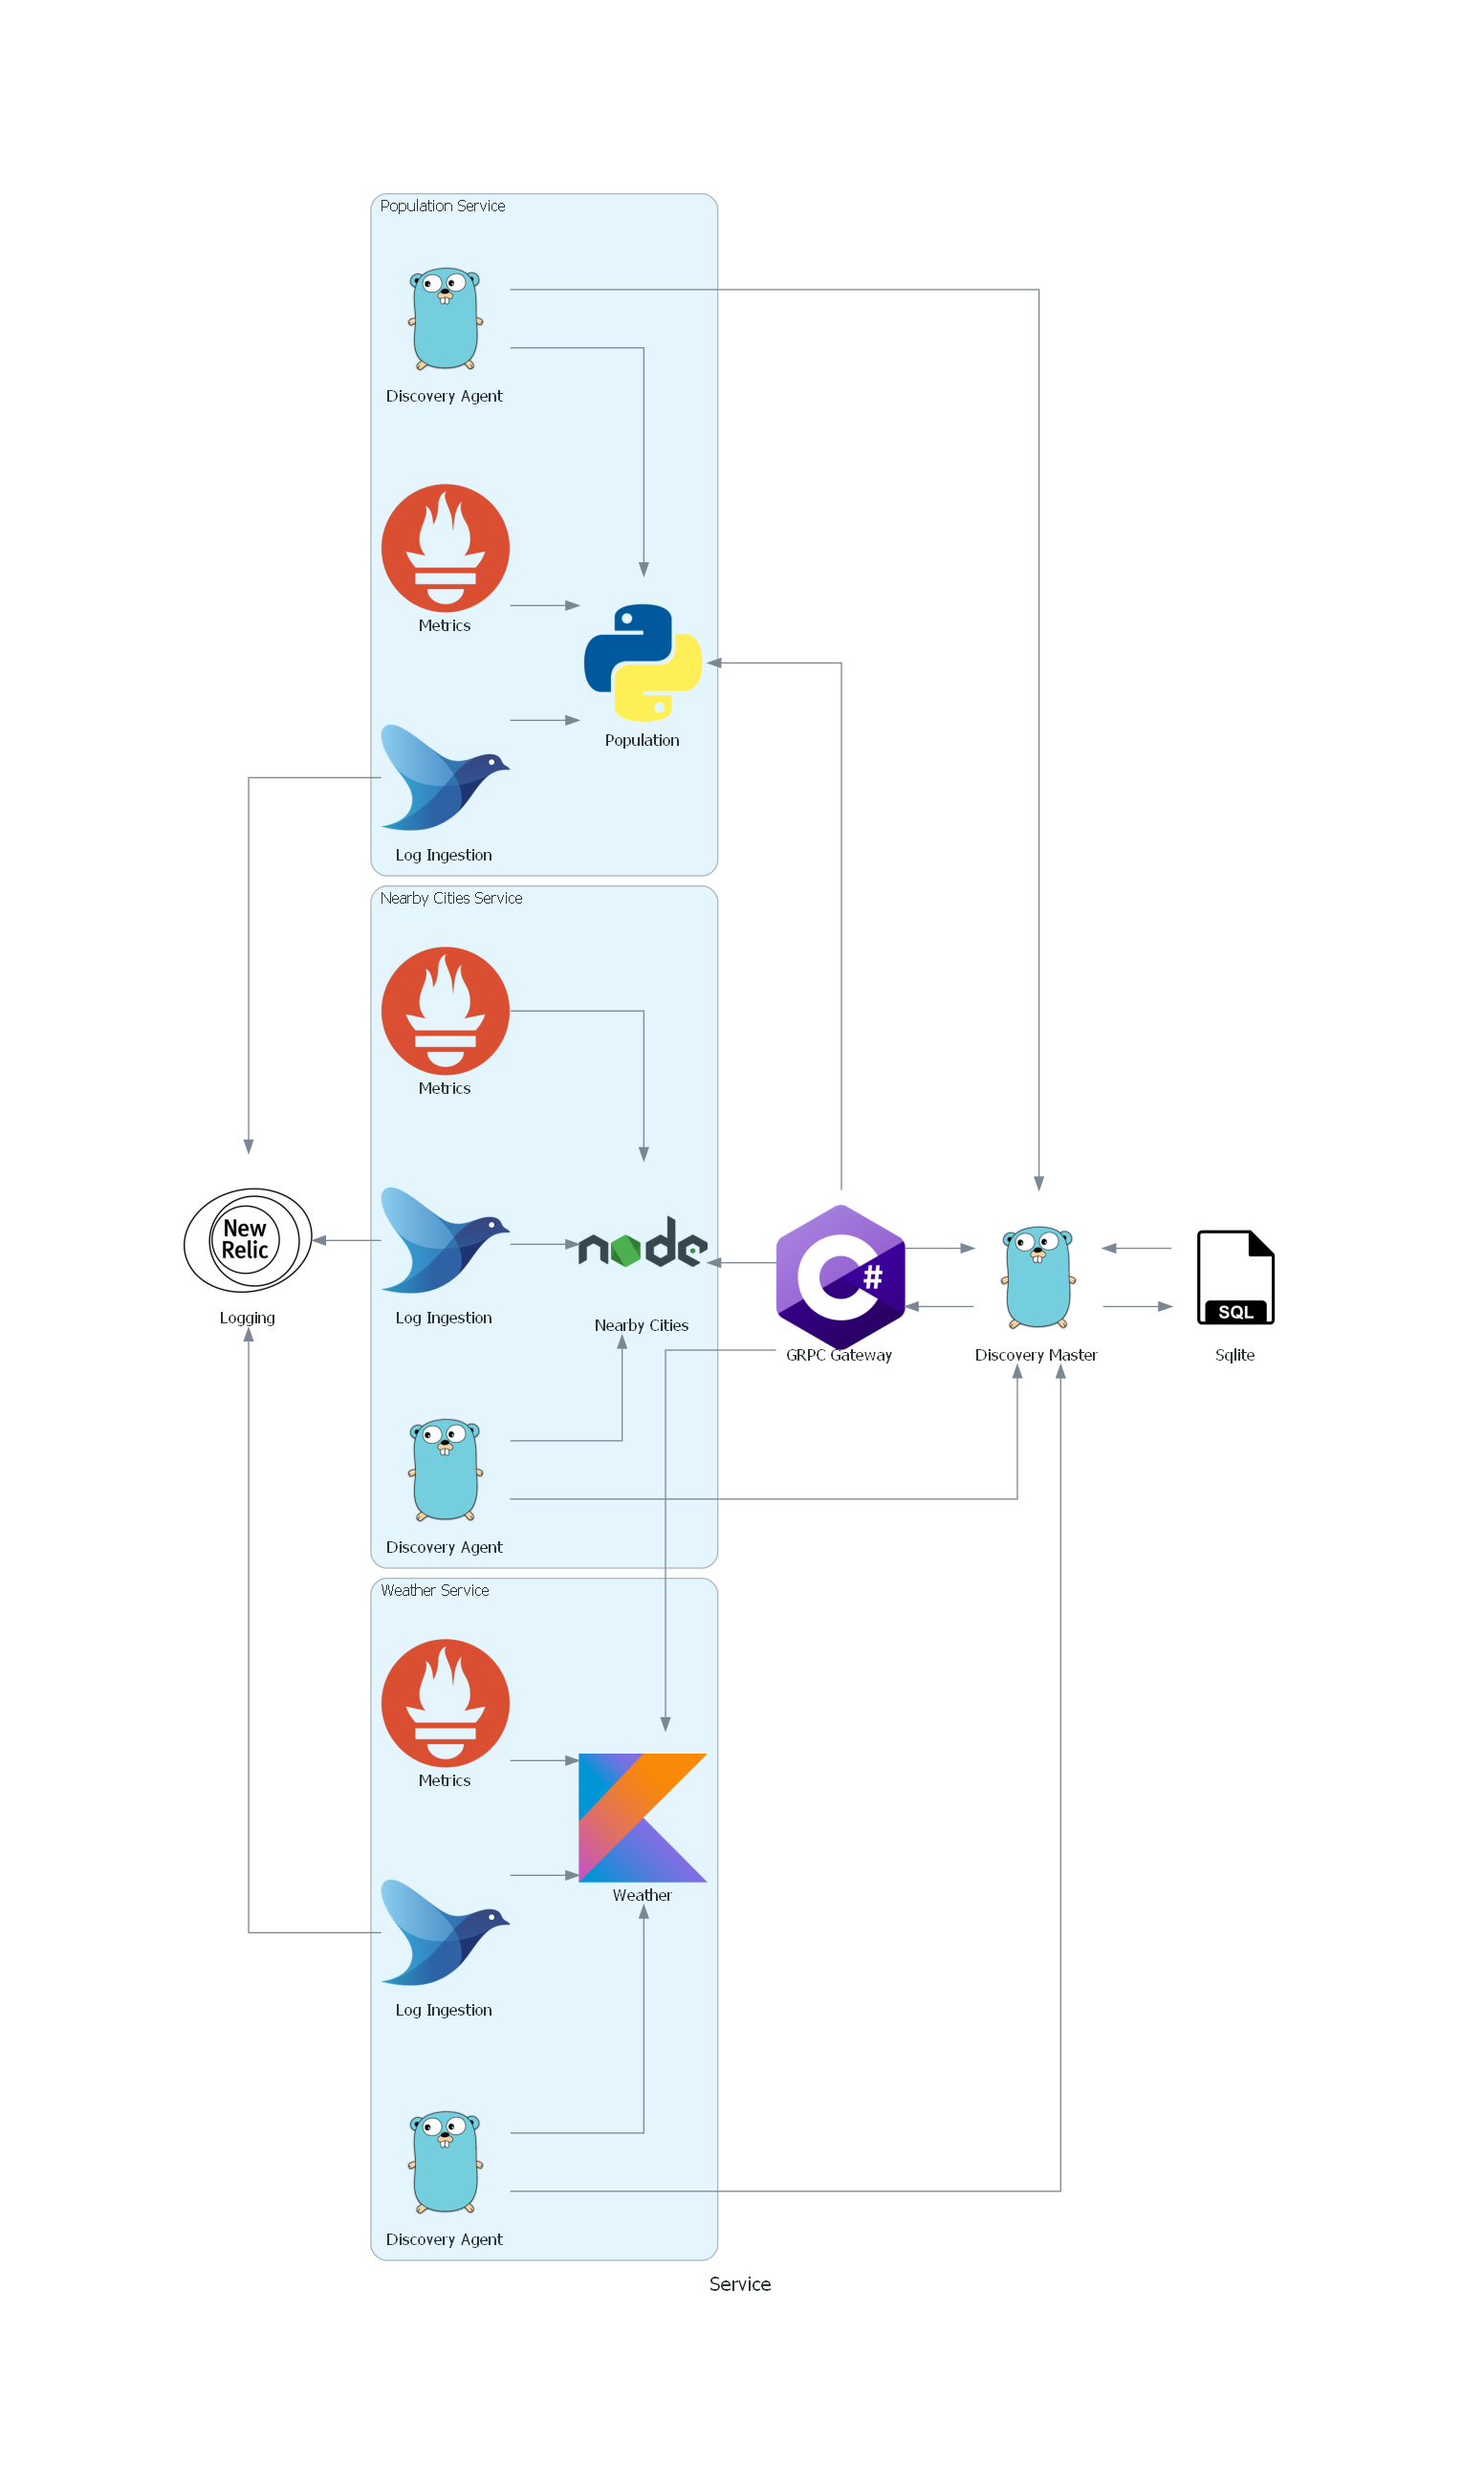 Population Service
Discovery Agent
Metrics
Population
Log Ingestion
Nearby Cities Service
Metrics
New
Relic
Logging
Log Ingestion
node
Nearby Cities
C#
GRPC Gateway
Discovery Master
SQL
Sqlite
Discovery Agent
Weather Service
Metrics
Weather
Log Ingestion
Discovery Agent
Service